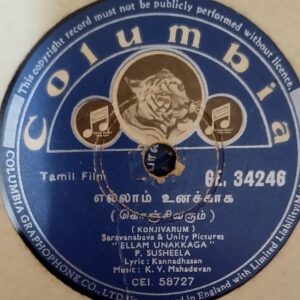 This copyright record must not be publicly performed without licence.
Columbia
Tamil Film
GE. 34246
எல்லாம் உனக்காக
(கொஞ்சிவரும்)
(KONJIVARUM)
Saravanabava & Unity Pictures
"ELLAM UNAKKAGA"
P. SUSHEELA
Lyric: Kannadhasan
Music: K. V. Mahadevan
CEI. 58727
COLUMBIA GRAPHOPHONE CO., LTD
(Incorporated in England with Limited Liability)